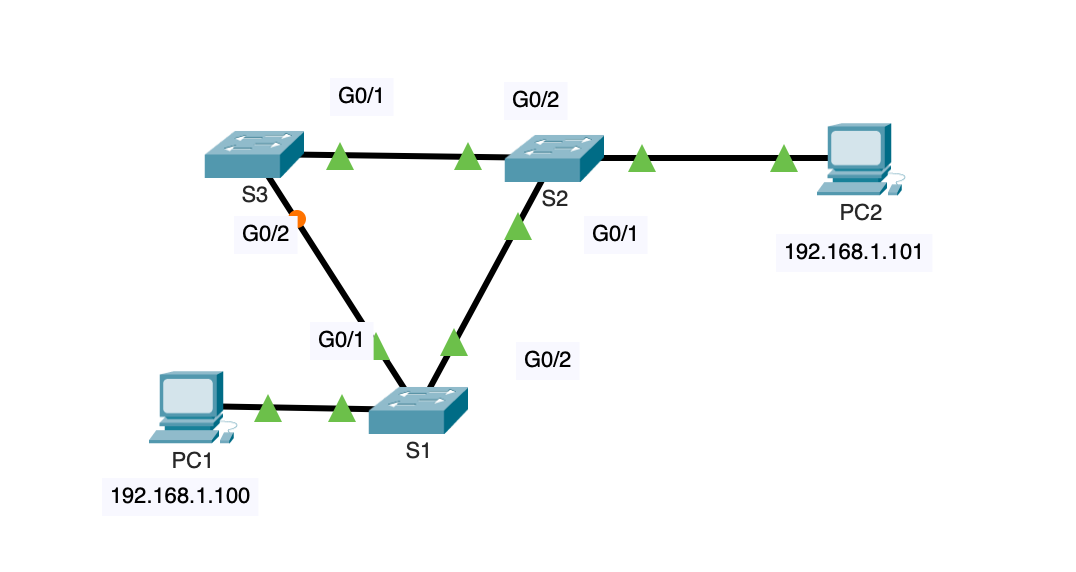 G0/1
G0/2
S3
S2
G0/2
G0/1
PC2
192.168.1.101
G0/1
G0/2
S1
PC1
192.168.1.100